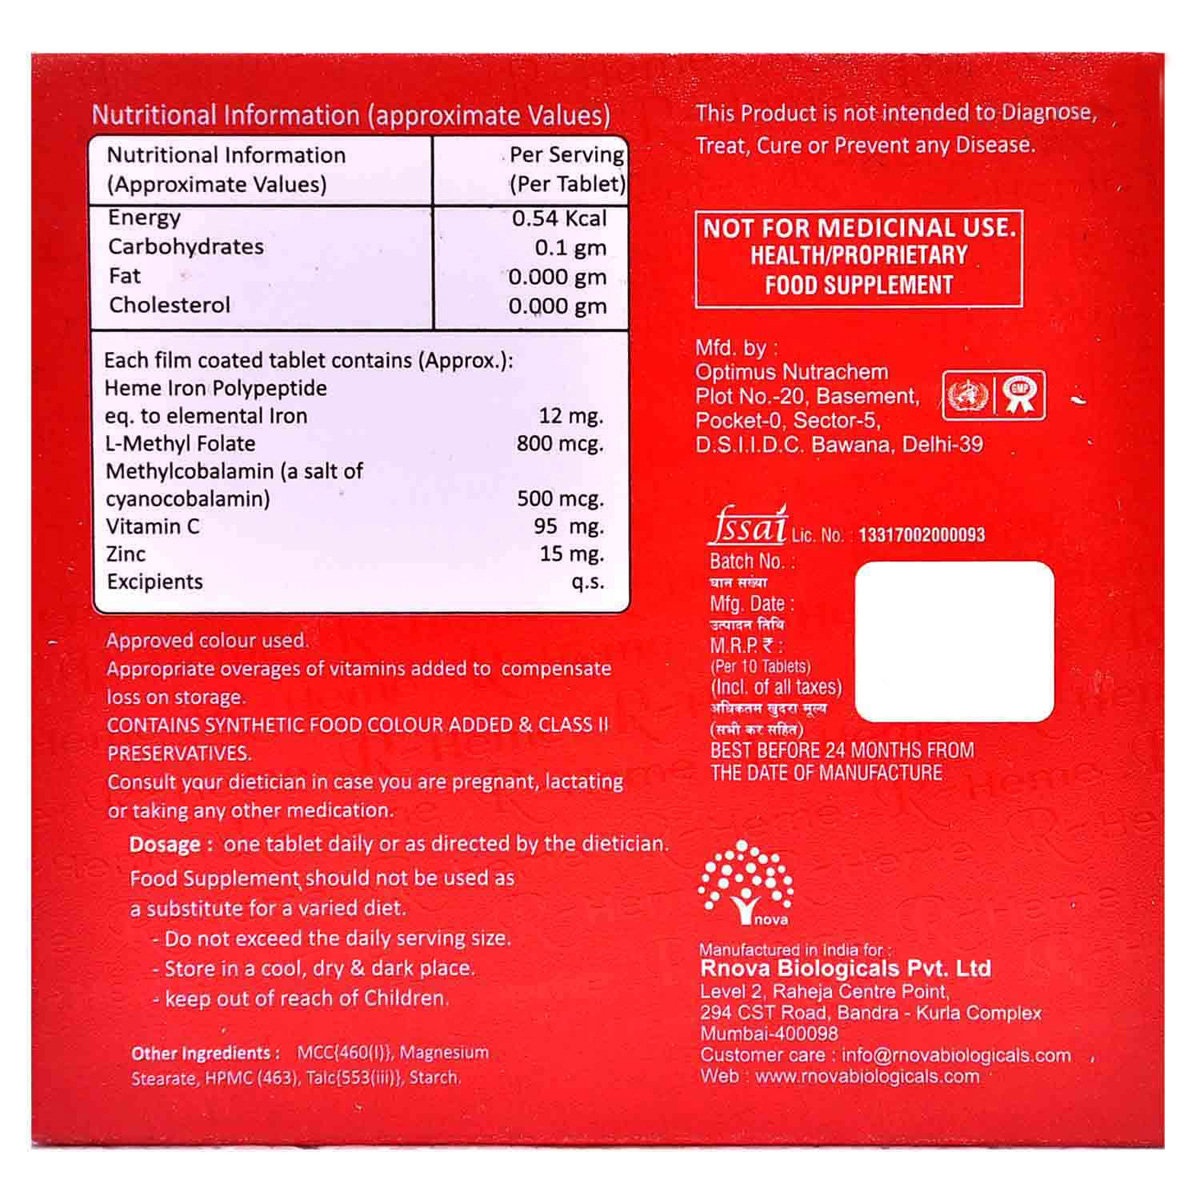 Nutritional Information (approximate Values)
Nutritional Information Per Serving
(Approximate Values) (Per Tablet)
Energy 0.54 Kcal
Carbohydrates 0.1 gm
Fat 0.000 gm
Cholesterol 0.000 gm
Each film coated tablet contains (Approx.):
Heme Iron Polypeptide
eq. to elemental Iron 12 mg.
L-Methyl Folate 800 mcg.
Methylcobalamin (a salt of
cyanocobalamin) 500 mcg.
Vitamin C 95 mg.
Zinc 15 mg.
Excipients q.s.
Approved colour used.
Appropriate overages of vitamins added to compensate
loss on storage.
CONTAINS SYNTHETIC FOOD COLOUR ADDED & CLASS II
PRESERVATIVES.
Consult your dietician in case you are pregnant, lactating
or taking any other medication.
Dosage : one tablet daily or as directed by the dietician.
Food Supplement should not be used as
a substitute for a varied diet.
- Do not exceed the daily serving size.
- Store in a cool, dry & dark place.
- keep out of reach of Children.
Other Ingredients : MCC{460(I)}, Magnesium
Stearate, HPMC (463), Talc{553(iii)}, Starch.
This Product is not intended to Diagnose,
Treat, Cure or Prevent any Disease.
NOT FOR MEDICINAL USE.
HEALTH/PROPRIETARY
FOOD SUPPLEMENT
Mfd. by :
Optimus Nutrachem
Plot No.-20, Basement,
Pocket-0, Sector-5,
D.S.I.I.D.C. Bawana, Delhi-39
GMP
fssai Lic. No. : 13317002000093
Batch No. :
घान संख्या
Mfg. Date :
उत्पादन तिथि
M.R.P. ₹ :
(Per 10 Tablets)
(Incl. of all taxes)
अधिकतम खुदरा मूल्य
(सभी कर सहित)
BEST BEFORE 24 MONTHS FROM
THE DATE OF MANUFACTURE
nova
Manufactured in India for :
Rnova Biologicals Pvt. Ltd
Level 2, Raheja Centre Point,
294 CST Road, Bandra - Kurla Complex
Mumbai-400098
Customer care : info@rnovabiologicals.com
Web : www.rnovabiologicals.com